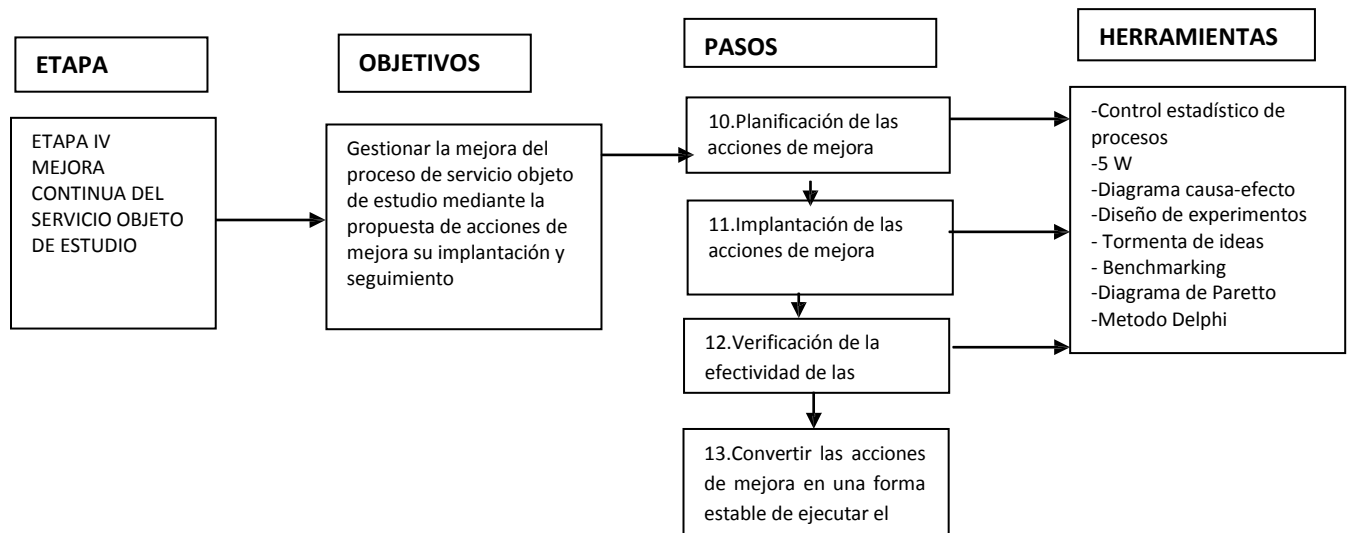 ETAPA
OBJETIVOS
PASOS
HERRAMIENTAS
ETAPA IV
MEJORA
CONTINUA DEL
SERVICIO OBJETO
DE ESTUDIO
Gestionar la mejora del
proceso de servicio objeto
de estudio mediante la
propuesta de acciones de
mejora su implantación y
seguimiento
10.Planificación de las
acciones de mejora
11.Implantación de las
acciones de mejora
12.Verificación de la
efectividad de las
13.Convertir las acciones
de mejora en una forma
estable de ejecutar el
-Control estadístico de
procesos
-5 W
-Diagrama causa-efecto
-Diseño de experimentos
- Tormenta de ideas
- Benchmarking
-Diagrama de Paretto
-Metodo Delphi